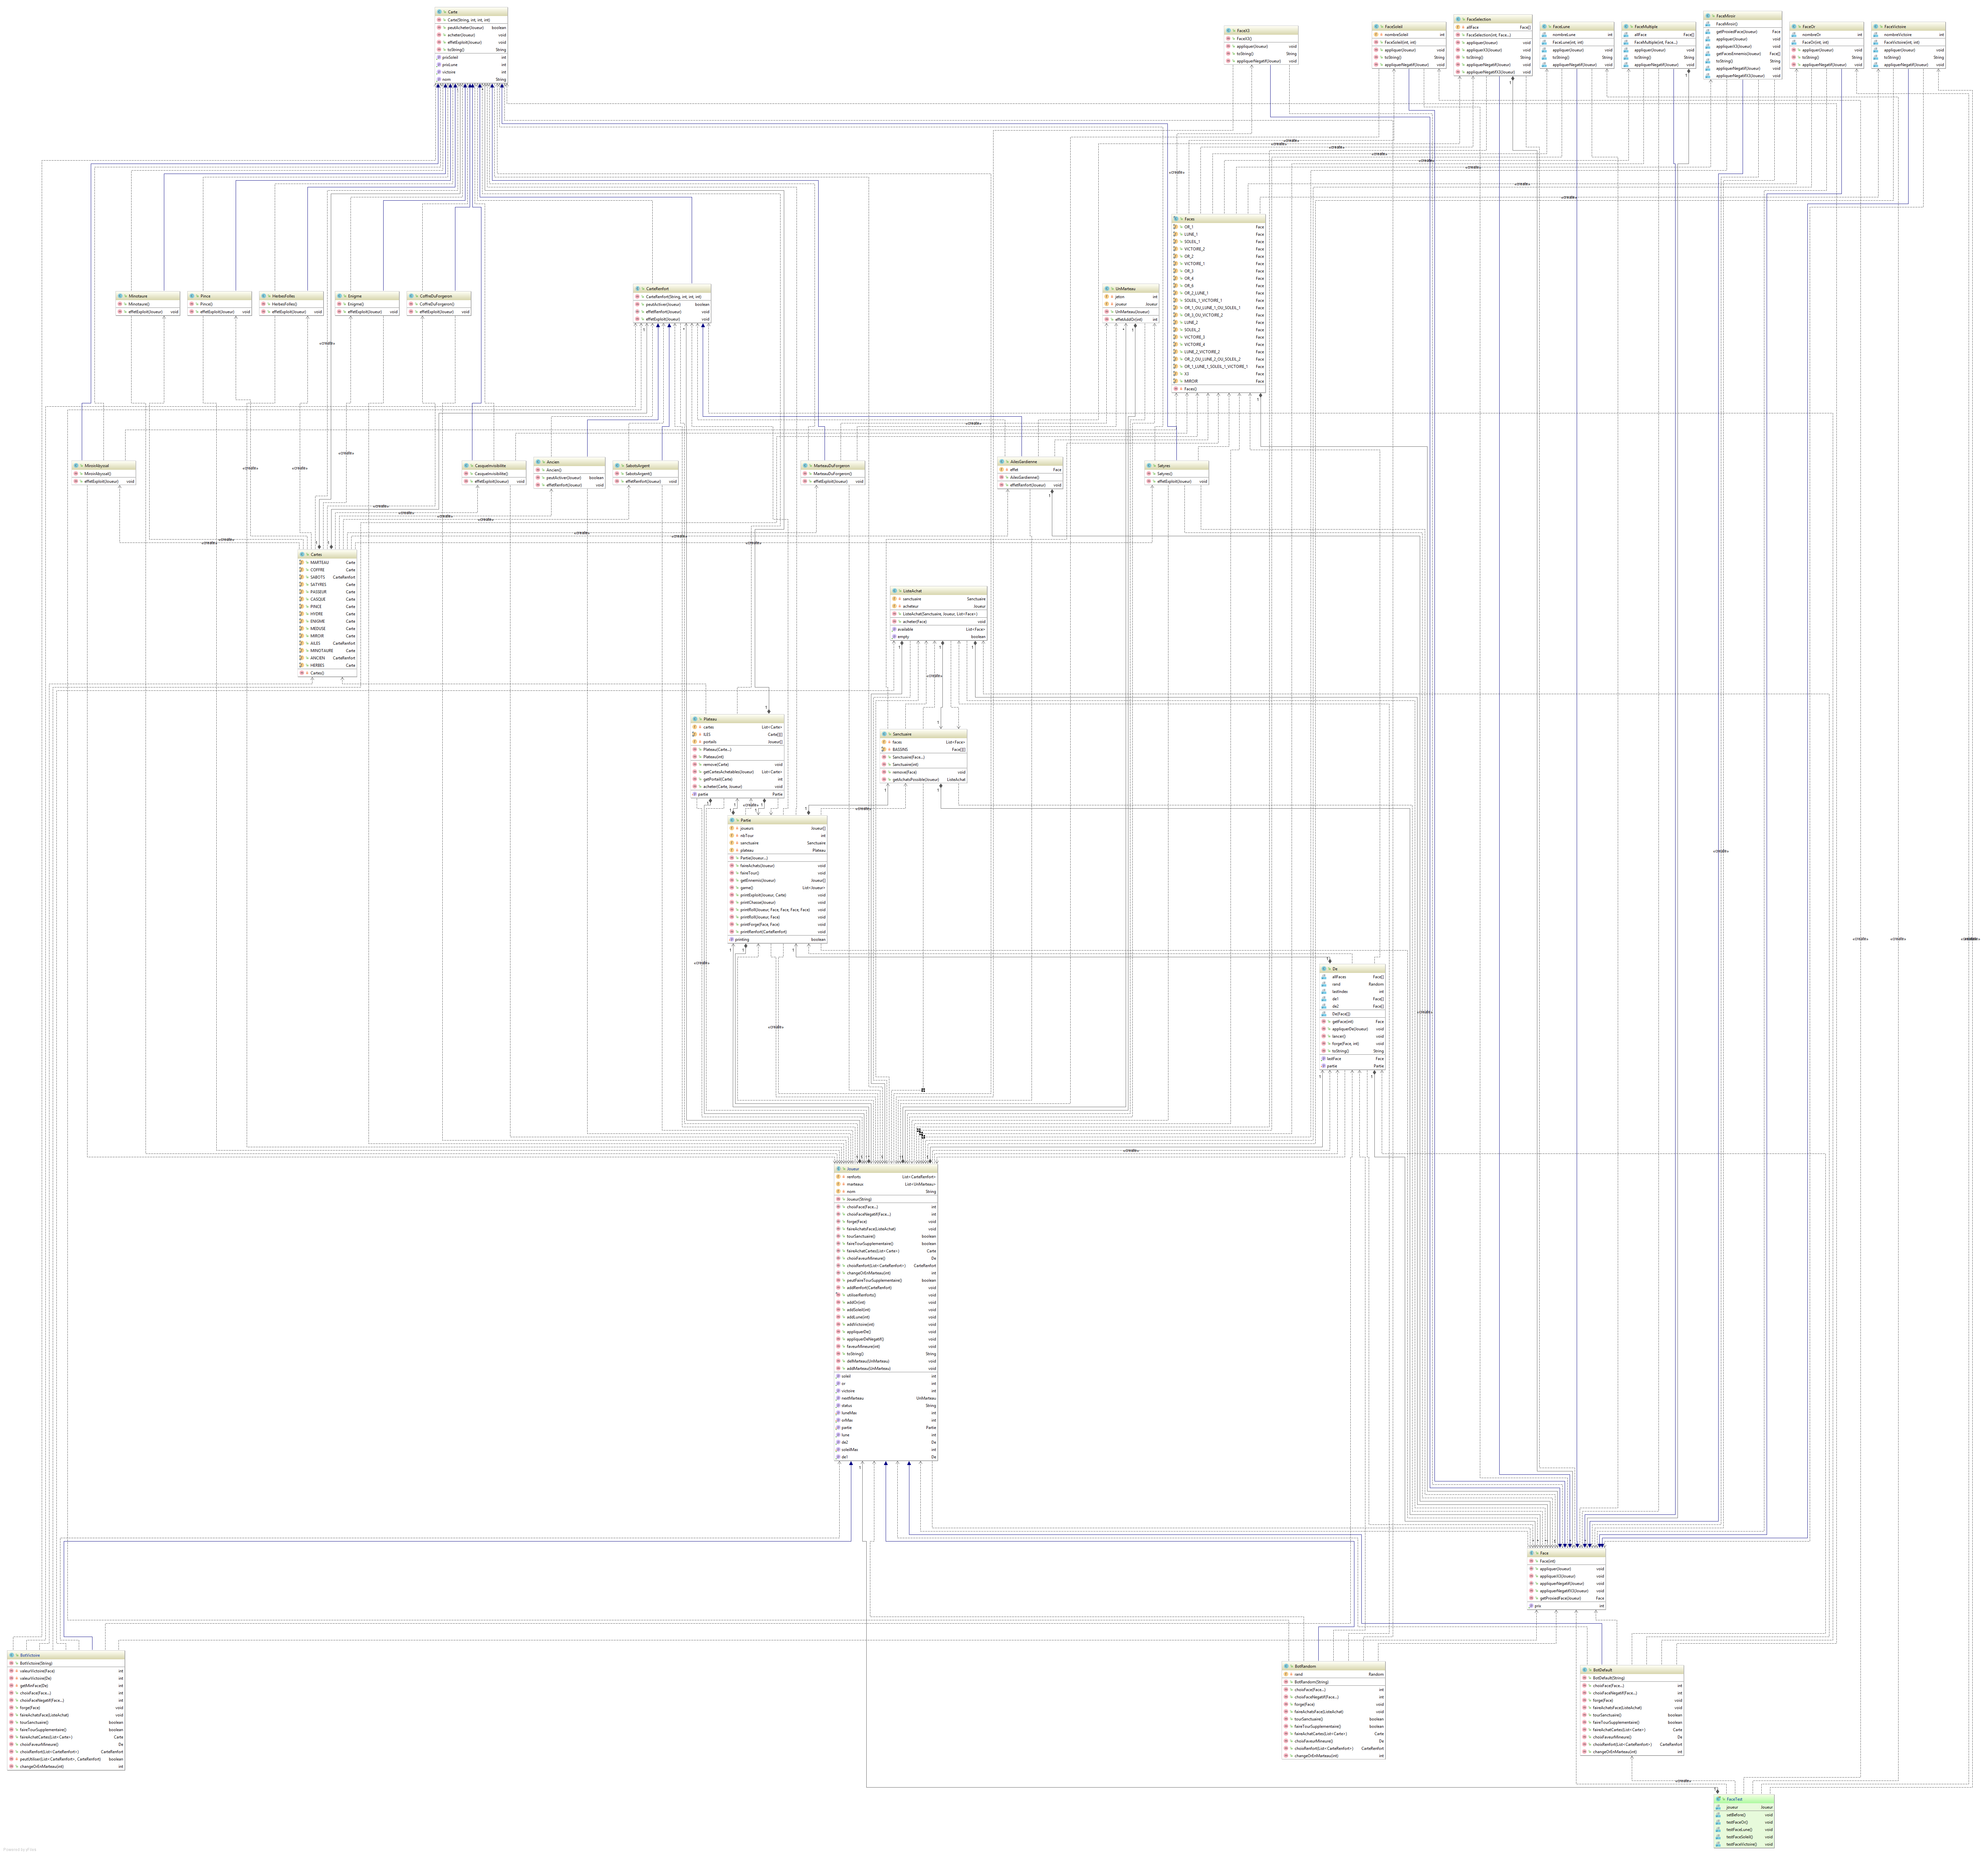 Carte
Carte(String, int, int, int)
peutAcheter(Joueur) boolean
acheter(Joueur) void
effetExploit(Joueur) void
toString() String
prixSoleil int
prixLune int
victoire int
nom String
FaceX3
FaceX3()
appliquer(Joueur) void
toString() String
appliquerNegatif(Joueur) void
FaceSoleil
nombreSoleil int
FaceSoleil(int, int)
appliquer(Joueur) void
toString() String
appliquerNegatif(Joueur) void
FaceSelection
allFace Face[]
FaceSelection(int, Face...)
appliquer(Joueur) void
appliquerX3(Joueur) void
toString() String
appliquerNegatif(Joueur) void
appliquerNegatifX3(Joueur) void
FaceLune
nombreLune int
FaceLune(int, int)
appliquer(Joueur) void
toString() String
appliquerNegatif(Joueur) void
FaceMultiple
allFace Face[]
FaceMultiple(int, Face...)
appliquer(Joueur) void
toString() String
appliquerNegatif(Joueur) void
FaceMiroir
FaceMiroir()
getProxiedFace(Joueur) Face
appliquer(Joueur) void
appliquerX3(Joueur) void
getFacesEnnemis(Joueur) Face[]
toString() String
appliquerNegatif(Joueur) void
appliquerNegatifX3(Joueur) void
FaceOr
nombreOr int
FaceOr(int, int)
appliquer(Joueur) void
toString() String
appliquerNegatif(Joueur) void
FaceVictoire
nombreVictoire int
FaceVictoire(int, int)
appliquer(Joueur) void
toString() String
appliquerNegatif(Joueur) void
Faces
OR_1 Face
LUNE_1 Face
SOLEIL_1 Face
VICTOIRE_2 Face
OR_2 Face
VICTOIRE_1 Face
OR_3 Face
OR_4 Face
OR_6 Face
OR_2_LUNE_1 Face
SOLEIL_1_VICTOIRE_1 Face
OR_1_OU_LUNE_1_OU_SOLEIL_1 Face
OR_3_OU_VICTOIRE_2 Face
LUNE_2 Face
SOLEIL_2 Face
VICTOIRE_3 Face
VICTOIRE_4 Face
LUNE_2_VICTOIRE_2 Face
OR_2_OU_LUNE_2_OU_SOLEIL_2 Face
OR_1_LUNE_1_SOLEIL_1_VICTOIRE_1 Face
X3 Face
MIROIR Face
Faces()
Minotaure
Minotaure()
effetExploit(Joueur) void
Pince
Pince()
effetExploit(Joueur) void
HerbesFolles
HerbesFolles()
effetExploit(Joueur) void
Enigme
Enigme()
effetExploit(Joueur) void
CoffreDuForgeron
CoffreDuForgeron()
effetExploit(Joueur) void
CarteRenfort
CarteRenfort(String, int, int, int)
peutActiver(Joueur) boolean
effetRenfort(Joueur) void
effetExploit(Joueur) void
UnMarteau
jeton int
joueur Joueur
UnMarteau(Joueur)
effetAddOr(int) int
MiroirAbyssal
MiroirAbyssal()
effetExploit(Joueur) void
CasqueInvisibilite
CasqueInvisibilite()
effetExploit(Joueur) void
Ancien
Ancien()
peutActiver(Joueur) boolean
effetRenfort(Joueur) void
SabotsArgent
SabotsArgent()
effetRenfort(Joueur) void
MarteauDuForgeron
MarteauDuForgeron()
effetExploit(Joueur) void
AilesGardienne
effet Face
AilesGardienne()
effetRenfort(Joueur) void
Satyres
Satyres()
effetExploit(Joueur) void
Cartes
MARTEAU Carte
COFFRE Carte
SABOTS CarteRenfort
SATYRES Carte
PASSEUR Carte
CASQUE Carte
PINCE Carte
HYDRE Carte
ENIGME Carte
MEDUSE Carte
MIROIR Carte
AILES CarteRenfort
MINOTAURE Carte
ANCIEN CarteRenfort
HERBES Carte
Cartes()
ListeAchat
sanctuaire Sanctuaire
acheteur Joueur
ListeAchat(Sanctuaire, Joueur, List<Face>)
acheter(Face) void
available List<Face>
empty boolean
Plateau
cartes List<Carte>
ILES Carte[][]
portails Joueur[]
Plateau(Carte...)
Plateau(int)
remove(Carte) void
getCartesAchetables(Joueur) List<Carte>
getPortail(Carte) int
acheter(Carte, Joueur) void
partie Partie
Sanctuaire
faces List<Face>
BASSINS Face[][]
Sanctuaire(Face...)
Sanctuaire(int)
remove(Face) void
getAchatsPossible(Joueur) ListeAchat
Partie
joueurs Joueur[]
nbTour int
sanctuaire Sanctuaire
plateau Plateau
Partie(Joueur...)
faireAchats(Joueur) void
faireTour() void
getEnnemis(Joueur) Joueur[]
game() List<Joueur>
printExploit(Joueur, Carte) void
printChasse(Joueur) void
printRoll(Joueur, Face, Face, Face, Face) void
printRoll(Joueur, Face) void
printForge(Face, Face) void
printRenfort(CarteRenfort) void
printing boolean
De
allFaces Face[]
rand Random
lastIndex int
de1 Face[]
de2 Face[]
De(Face[])
getFace(int) Face
appliquerDe(Joueur) void
lancer() void
forge(Face, int) void
toString() String
lastFace Face
partie Partie
Joueur
renforts List<CarteRenfort>
marteaux List<UnMarteau>
nom String
Joueur(String)
choixFace(Face...) int
choixFaceNegatif(Face...) int
forge(Face) void
faireAchatsFace(ListeAchat) void
tourSanctuaire() boolean
faireTourSupplementaire() boolean
faireAchatCartes(List<Carte>) Carte
choixFaveurMineure() De
choixRenfort(List<CarteRenfort>) CarteRenfort
changeOrEnMarteau(int) int
peutFaireTourSupplementaire() boolean
addRenfort(CarteRenfort) void
utiliserRenforts() void
addOr(int) void
addSoleil(int) void
addLune(int) void
addVictoire(int) void
appliquerDe() void
appliquerDeNegatif() void
faveurMineure(int) void
toString() String
delMarteau(UnMarteau) void
addMarteau(UnMarteau) void
soleil int
or int
victoire int
nextMarteau UnMarteau
status String
luneMax int
orMax int
partie Partie
lune int
de2 De
soleilMax int
de1 De
Face
Face(int)
appliquer(Joueur) void
appliquerX3(Joueur) void
appliquerNegatif(Joueur) void
appliquerNegatifX3(Joueur) void
getProxiedFace(Joueur) Face
prix int
BotVictoire
BotVictoire(String)
valeurVictoire(Face) int
valeurVictoire(De) int
getMinFace(De) int
choixFace(Face...) int
choixFaceNegatif(Face...) int
forge(Face) void
faireAchatsFace(ListeAchat) void
tourSanctuaire() boolean
faireTourSupplementaire() boolean
faireAchatCartes(List<Carte>) Carte
choixFaveurMineure() De
choixRenfort(List<CarteRenfort>) CarteRenfort
peutUtiliser(List<CarteRenfort>, CarteRenfort) boolean
changeOrEnMarteau(int) int
BotRandom
rand Random
BotRandom(String)
choixFace(Face...) int
choixFaceNegatif(Face...) int
forge(Face) void
faireAchatsFace(ListeAchat) void
tourSanctuaire() boolean
faireTourSupplementaire() boolean
faireAchatCartes(List<Carte>) Carte
choixFaveurMineure() De
choixRenfort(List<CarteRenfort>) CarteRenfort
changeOrEnMarteau(int) int
BotDefault
BotDefault(String)
choixFace(Face...) int
choixFaceNegatif(Face...) int
forge(Face) void
faireAchatsFace(ListeAchat) void
tourSanctuaire() boolean
faireTourSupplementaire() boolean
faireAchatCartes(List<Carte>) Carte
choixFaveurMineure() De
choixRenfort(List<CarteRenfort>) CarteRenfort
changeOrEnMarteau(int) int
FaceTest
joueur Joueur
setBefore() void
testFaceOr() void
testFaceLune() void
testFaceSoleil() void
testFaceVictoire() void
Powered by yFiles